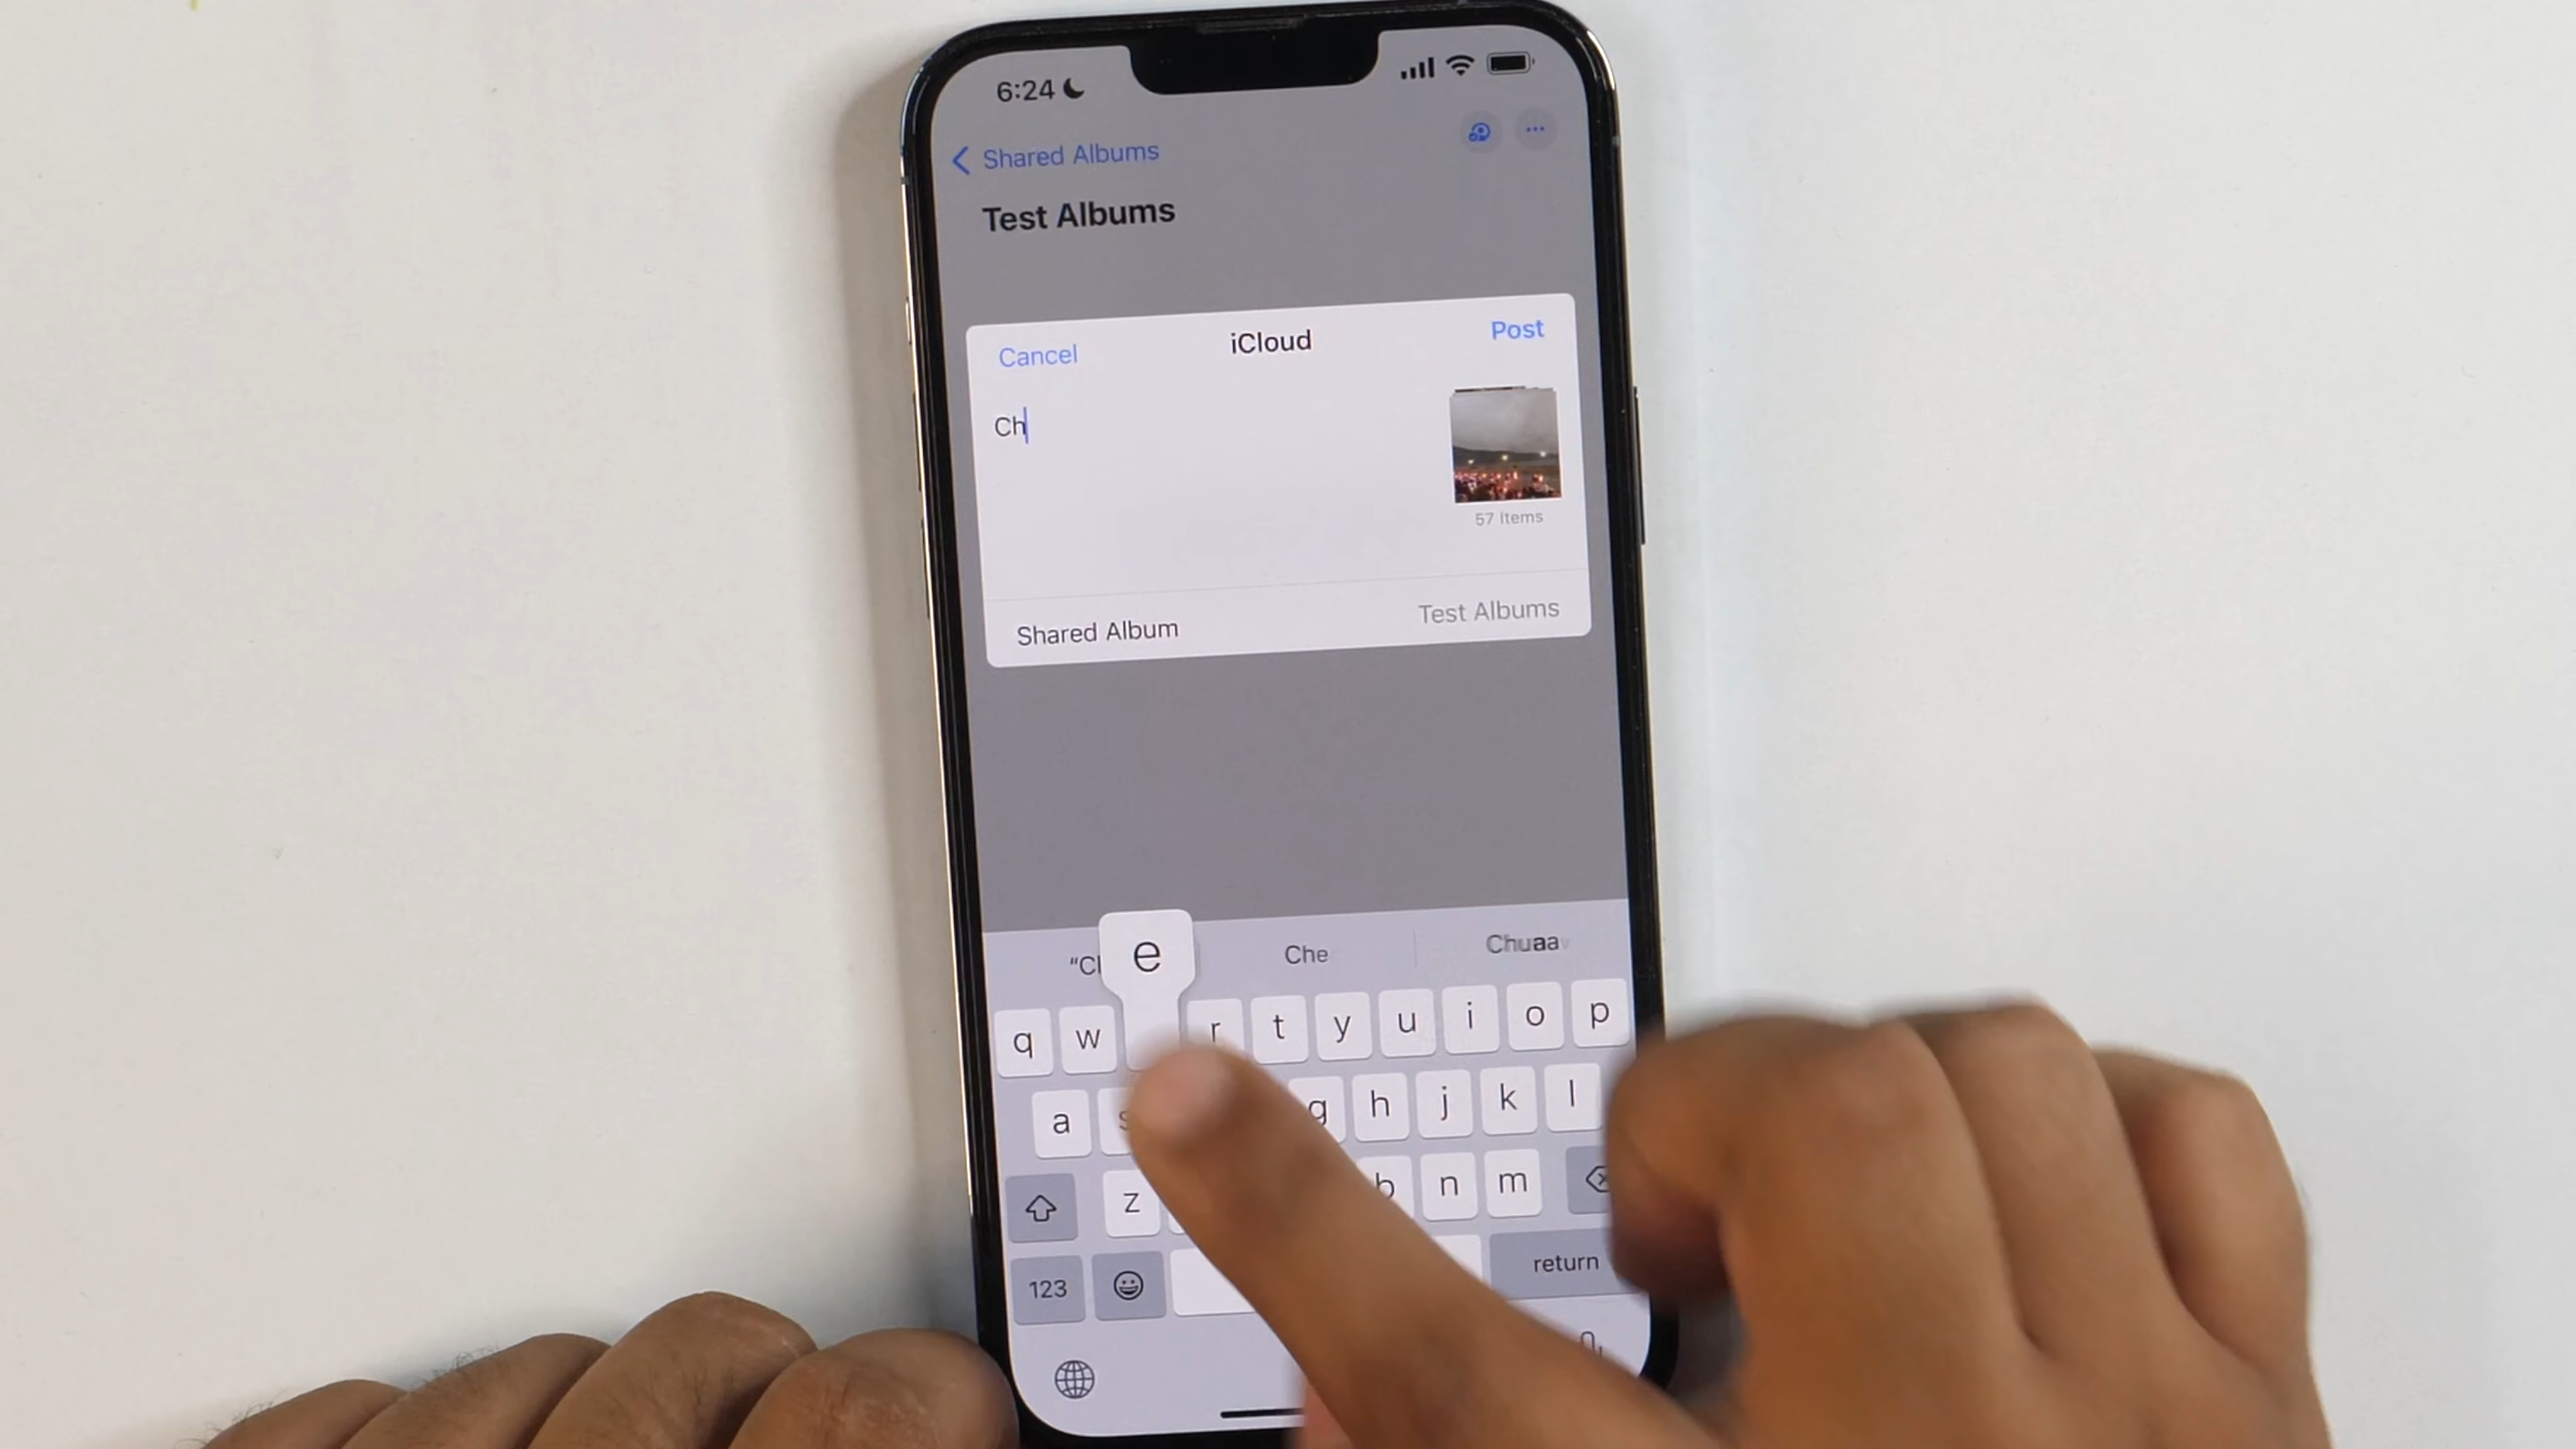 6:24
Shared Albums
Test Albums
Cancel iCloud Post
Ch
57 Items
Shared Album Test Albums
e
Che
q w r t y u i o p
a s g h j k l
z b n m
123 return